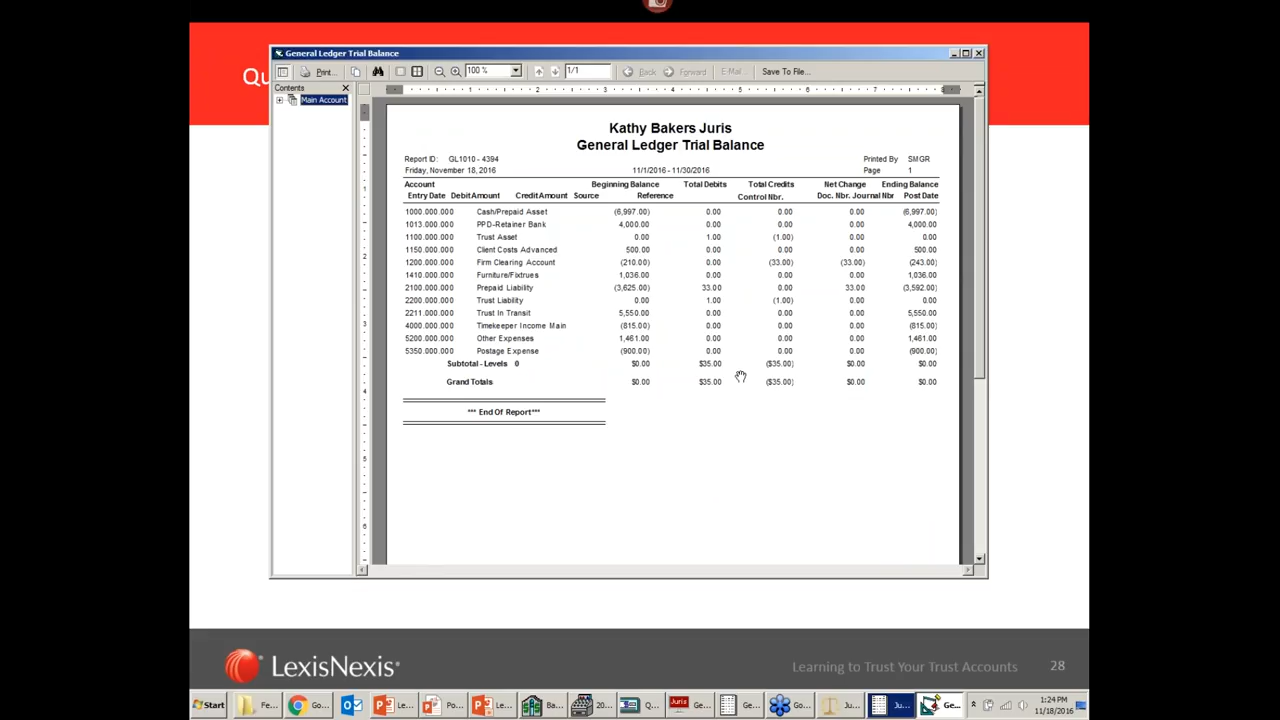 Qu
General Ledger Trial Balance
Print... 100 % 1/1 Back Forward E-Mail... Save To File...
Contents
Main Account
Kathy Bakers Juris
General Ledger Trial Balance
Report ID: GL1010 - 4394 Printed By SMGR
Friday, November 18, 2016 11/1/2016 - 11/30/2016 Page 1
Account Beginning Balance Total Debits Total Credits Net Change Ending Balance
Entry Date Debit Amount Credit Amount Source Reference Control Nbr. Doc. Nbr. Journal Nbr Post Date
1000.000.000 Cash/Prepaid Asset (6,997.00) 0.00 0.00 0.00 (6,997.00)
1013.000.000 PPD-Retainer Bank 4,000.00 0.00 0.00 0.00 4,000.00
1100.000.000 Trust Asset 0.00 1.00 (1.00) 0.00 0.00
1150.000.000 Client Costs Advanced 500.00 0.00 0.00 0.00 500.00
1200.000.000 Firm Clearing Account (210.00) 0.00 (33.00) (33.00) (243.00)
1410.000.000 Furniture/Fixtrues 1,036.00 0.00 0.00 0.00 1,036.00
2100.000.000 Prepaid Liability (3,625.00) 33.00 0.00 33.00 (3,592.00)
2200.000.000 Trust Liability 0.00 1.00 (1.00) 0.00 0.00
2211.000.000 Trust In Transit 5,550.00 0.00 0.00 0.00 5,550.00
4000.000.000 Timekeeper Income Main (815.00) 0.00 0.00 0.00 (815.00)
5200.000.000 Other Expenses 1,461.00 0.00 0.00 0.00 1,461.00
5350.000.000 Postage Expense (900.00) 0.00 0.00 0.00 (900.00)
Subtotal - Levels 0 $0.00 $35.00 ($35.00) $0.00 $0.00
Grand Totals $0.00 $35.00 ($35.00) $0.00 $0.00
*** End Of Report***
LexisNexis® Learning to Trust Your Trust Accounts 28
Start Fe... Go... Le... Po... Le... Ba... 20... Q... Ge... Ge... Go... Ju... Ju... Ge... 1:24 PM
11/18/2016